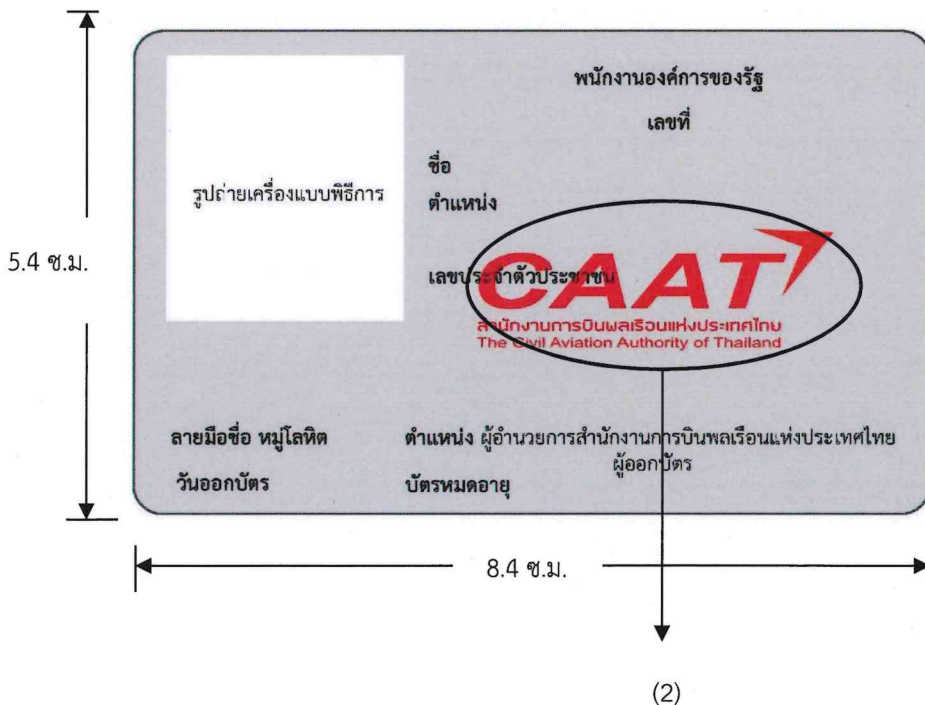 พนักงานองค์การของรัฐ
เลขที่
ชื่อ
รูปถ่ายเครื่องแบบพิธีการ
ตำแหน่ง
5.4 ซ.ม.
เลขประจำตัวประชาชน
CAAT
สำนักงานการบินพลเรือนแห่งประเทศไทย
The Civil Aviation Authority of Thailand
ลายมือชื่อ หมู่โลหิต
ตำแหน่ง ผู้อำนวยการสำนักงานการบินพลเรือนแห่งประเทศไทย
ผู้ออกบัตร
วันออกบัตร
บัตรหมดอายุ
8.4 ซ.ม.
(2)